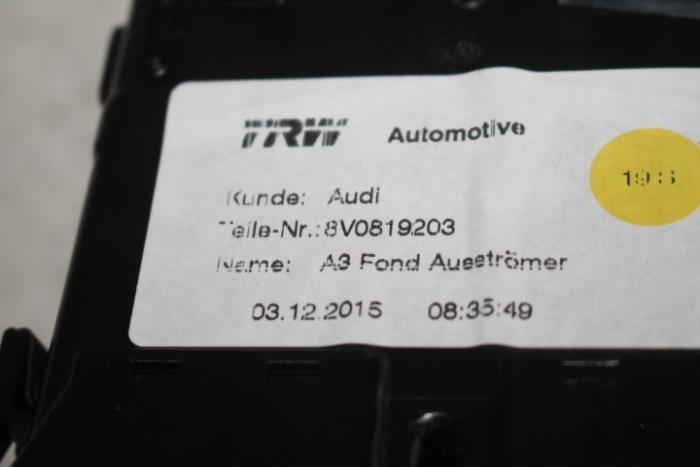 TRW Automotive
Kunde: Audi
Teile-Nr.: 8V0819203
Name: A3 Fond Ausströmer
03.12.2015 08:35:49